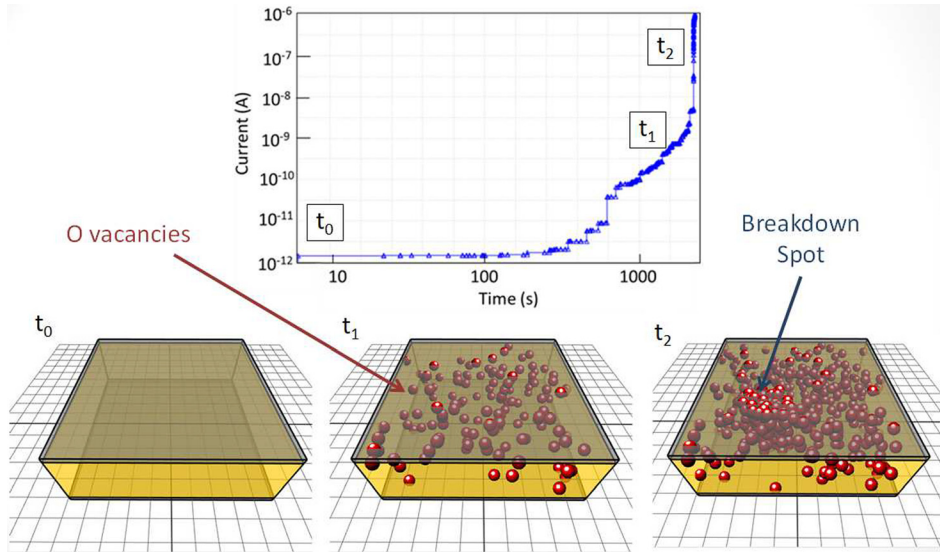 10⁻⁶
10⁻⁷
10⁻⁸
10⁻⁹
10⁻¹⁰
10⁻¹¹
10⁻¹²
Current (A)
t₀
t₁
t₂
10
100
1000
Time (s)
O vacancies
Breakdown
Spot
t₀
t₁
t₂